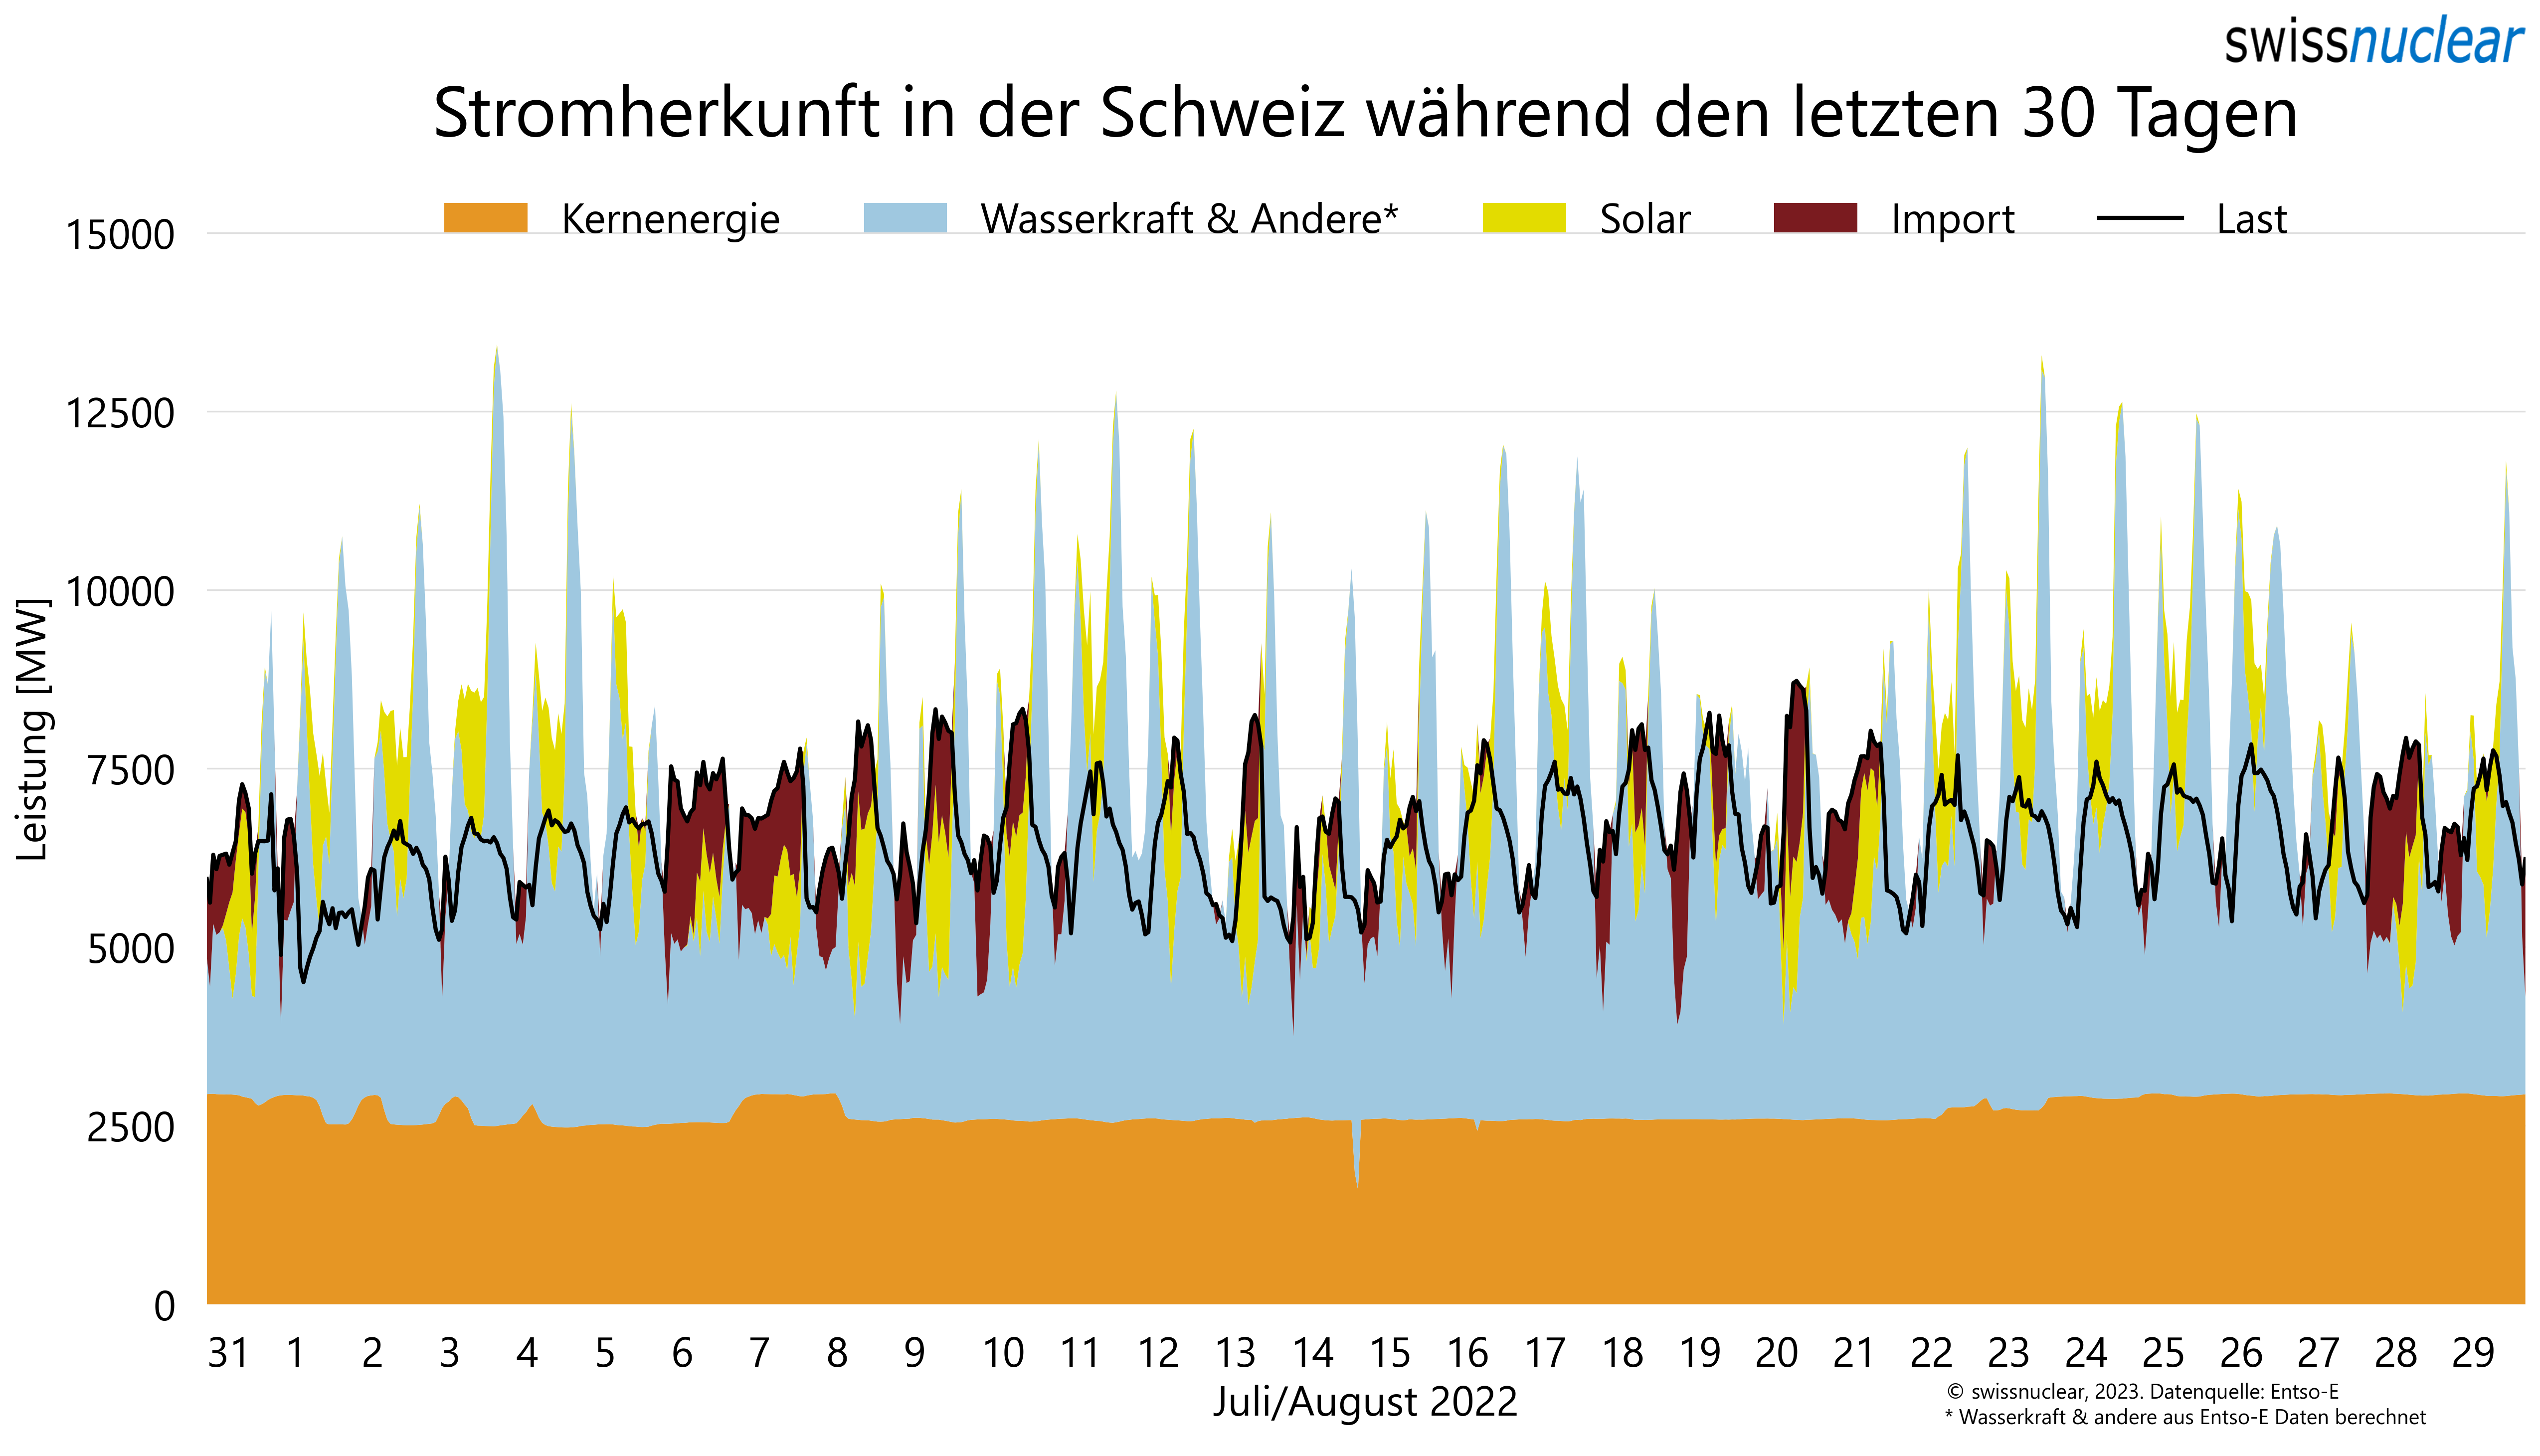 swissnuclear
Stromherkunft in der Schweiz während den letzten 30 Tagen
Kernenergie Wasserkraft & Andere* Solar Import Last
15000
12500
10000
7500
5000
2500
0
Leistung [MW]
31 1 2 3 4 5 6 7 8 9 10 11 12 13 14 15 16 17 18 19 20 21 22 23 24 25 26 27 28 29
Juli/August 2022
© swissnuclear, 2023. Datenquelle: Entso-E
* Wasserkraft & andere aus Entso-E Daten berechnet